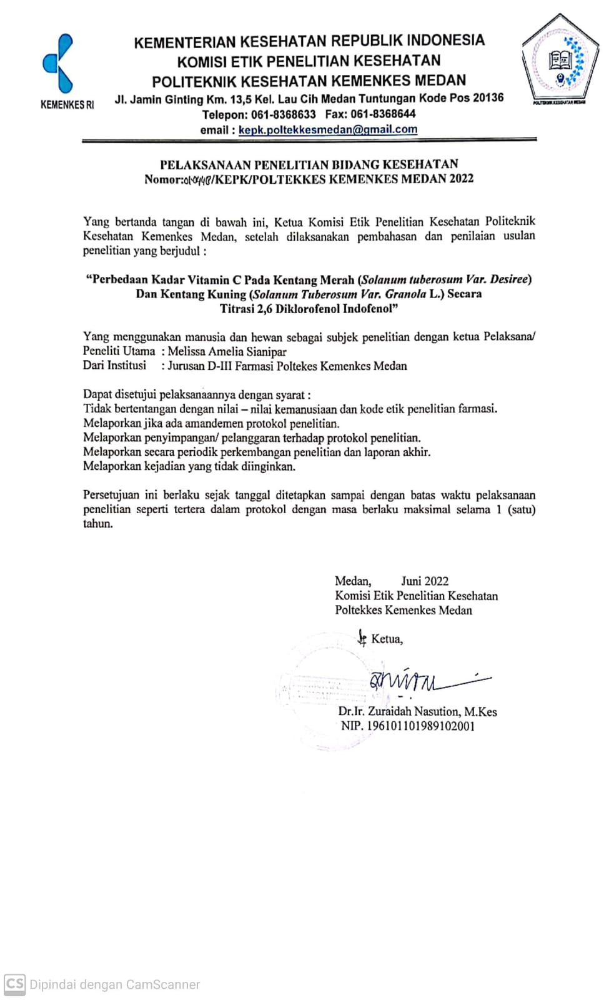 KEMENTERIAN KESEHATAN REPUBLIK INDONESIA
KOMISI ETIK PENELITIAN KESEHATAN
POLITEKNIK KESEHATAN KEMENKES MEDAN
Jl. Jamin Ginting Km. 13,5 Kel. Lau Cih Medan Tuntungan Kode Pos 20136
Telepon: 061-8368633 Fax: 061-8368644
email : kepk.poltekkesmedan@gmail.com
KEMENKES RI
POLITEKNIK KESEHATAN MEDAN
PELAKSANAAN PENELITIAN BIDANG KESEHATAN
Nomor: /KEPK/POLTEKKES KEMENKES MEDAN 2022
Yang bertanda tangan di bawah ini, Ketua Komisi Etik Penelitian Kesehatan Politeknik
Kesehatan Kemenkes Medan, setelah dilaksanakan pembahasan dan penilaian usulan
penelitian yang berjudul :
“Perbedaan Kadar Vitamin C Pada Kentang Merah (Solanum tuberosum Var. Desiree)
Dan Kentang Kuning (Solanum Tuberosum Var. Granola L.) Secara
Titrasi 2,6 Diklorofenol Indofenol”
Yang menggunakan manusia dan hewan sebagai subjek penelitian dengan ketua Pelaksana/
Peneliti Utama : Melissa Amelia Sianipar
Dari Institusi : Jurusan D-III Farmasi Poltekes Kemenkes Medan
Dapat disetujui pelaksanaannya dengan syarat :
Tidak bertentangan dengan nilai – nilai kemanusiaan dan kode etik penelitian farmasi.
Melaporkan jika ada amandemen protokol penelitian.
Melaporkan penyimpangan/ pelanggaran terhadap protokol penelitian.
Melaporkan secara periodik perkembangan penelitian dan laporan akhir.
Melaporkan kejadian yang tidak diinginkan.
Persetujuan ini berlaku sejak tanggal ditetapkan sampai dengan batas waktu pelaksanaan
penelitian seperti tertera dalam protokol dengan masa berlaku maksimal selama 1 (satu)
tahun.
Medan, Juni 2022
Komisi Etik Penelitian Kesehatan
Poltekkes Kemenkes Medan
Ketua,
Dr.Ir. Zuraidah Nasution, M.Kes
NIP. 196101101989102001
CS Dipindai dengan CamScanner